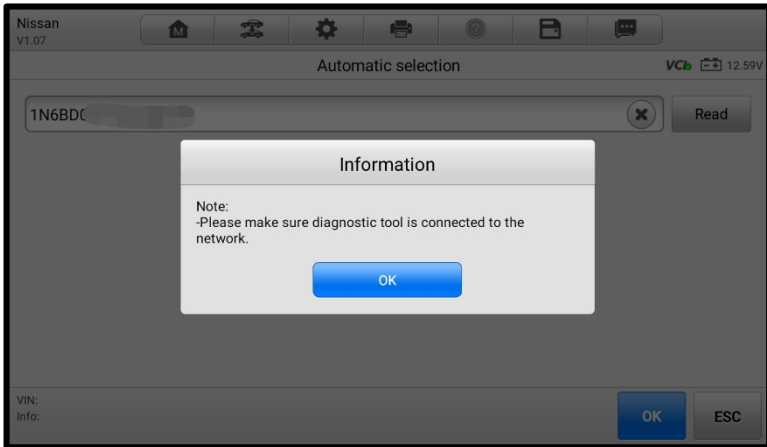 Nissan
V1.07
M
?
Automatic selection
VCI 12.59V
1N6BD
Read
Information
Note:
-Please make sure diagnostic tool is connected to the
network.
OK
VIN:
Info:
OK
ESC